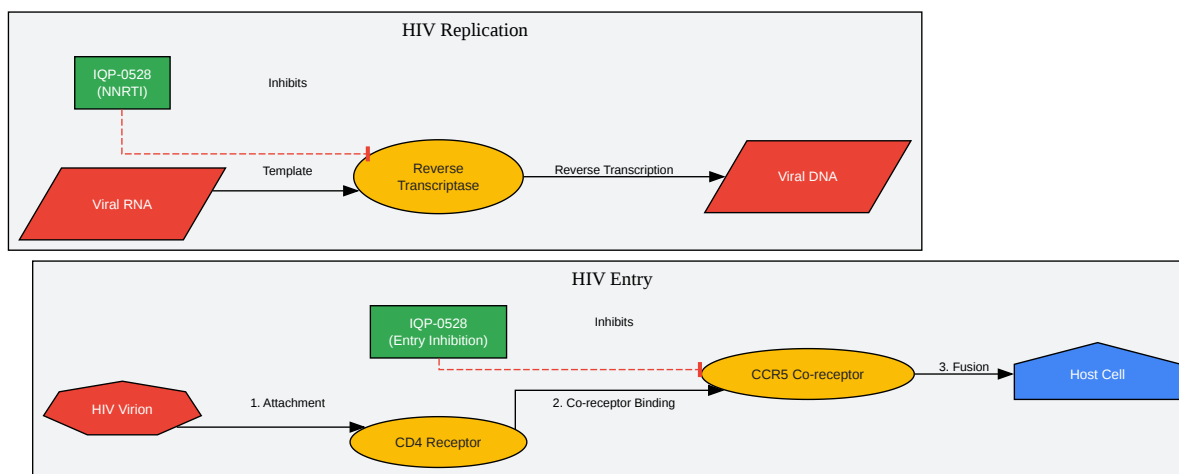 HIV Replication
IQP-0528
(NNRTI)
Inhibits
Template
Reverse
Transcriptase
Reverse Transcription
Viral DNA
Viral RNA
HIV Entry
IQP-0528
(Entry Inhibition)
Inhibits
HIV Virion
1. Attachment
CD4 Receptor
2. Co-receptor Binding
CCR5 Co-receptor
3. Fusion
Host Cell